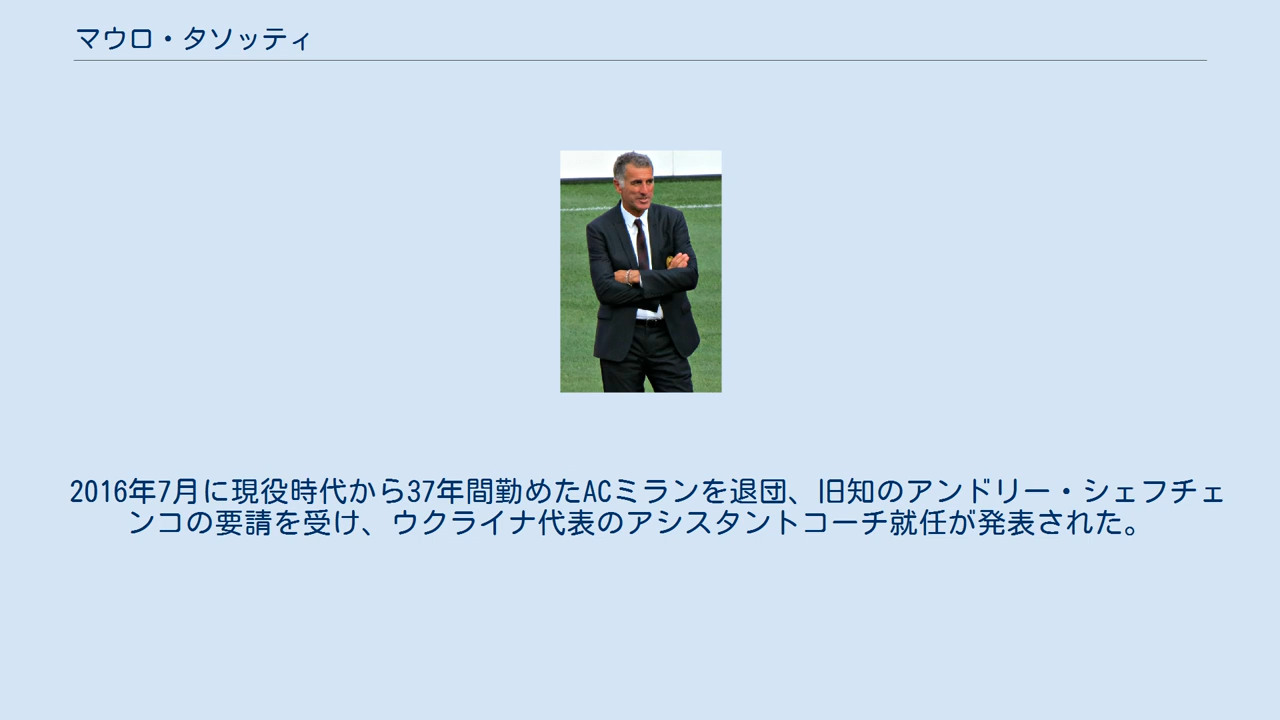 マウロ・タソッティ
2016年7月に現役時代から37年間勤めたACミランを退団、旧知のアンドリー・シェフチェ
ンコの要請を受け、ウクライナ代表のアシスタントコーチ就任が発表された。